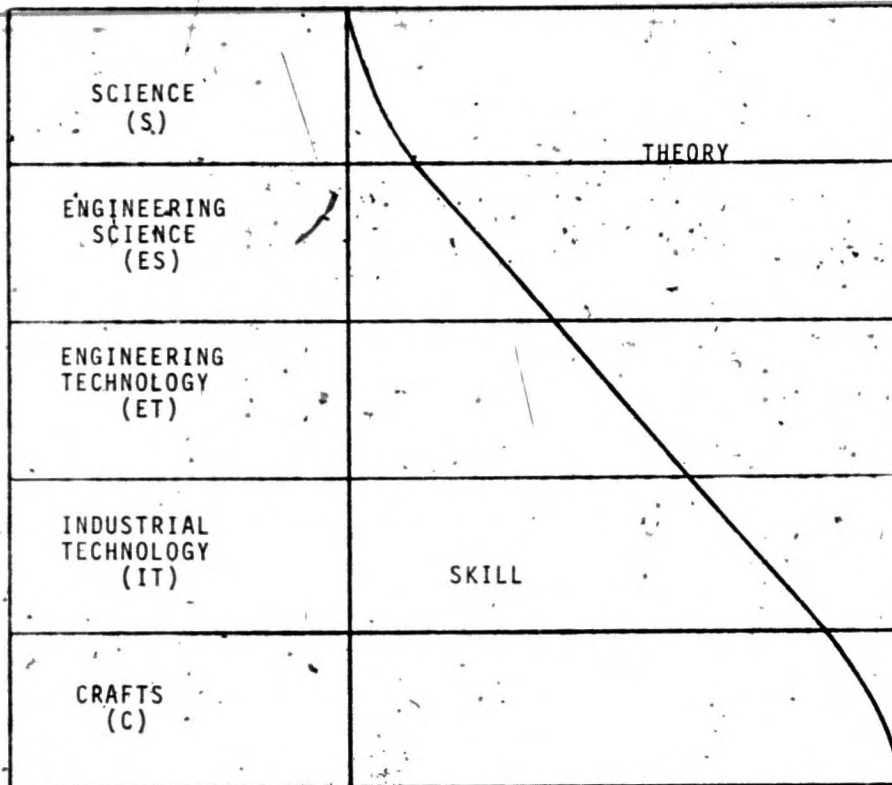 SCIENCE
(S)
THEORY
ENGINEERING
SCIENCE
(ES)
ENGINEERING
TECHNOLOGY
(ET)
INDUSTRIAL
TECHNOLOGY
(IT)
SKILL
CRAFTS
(C)